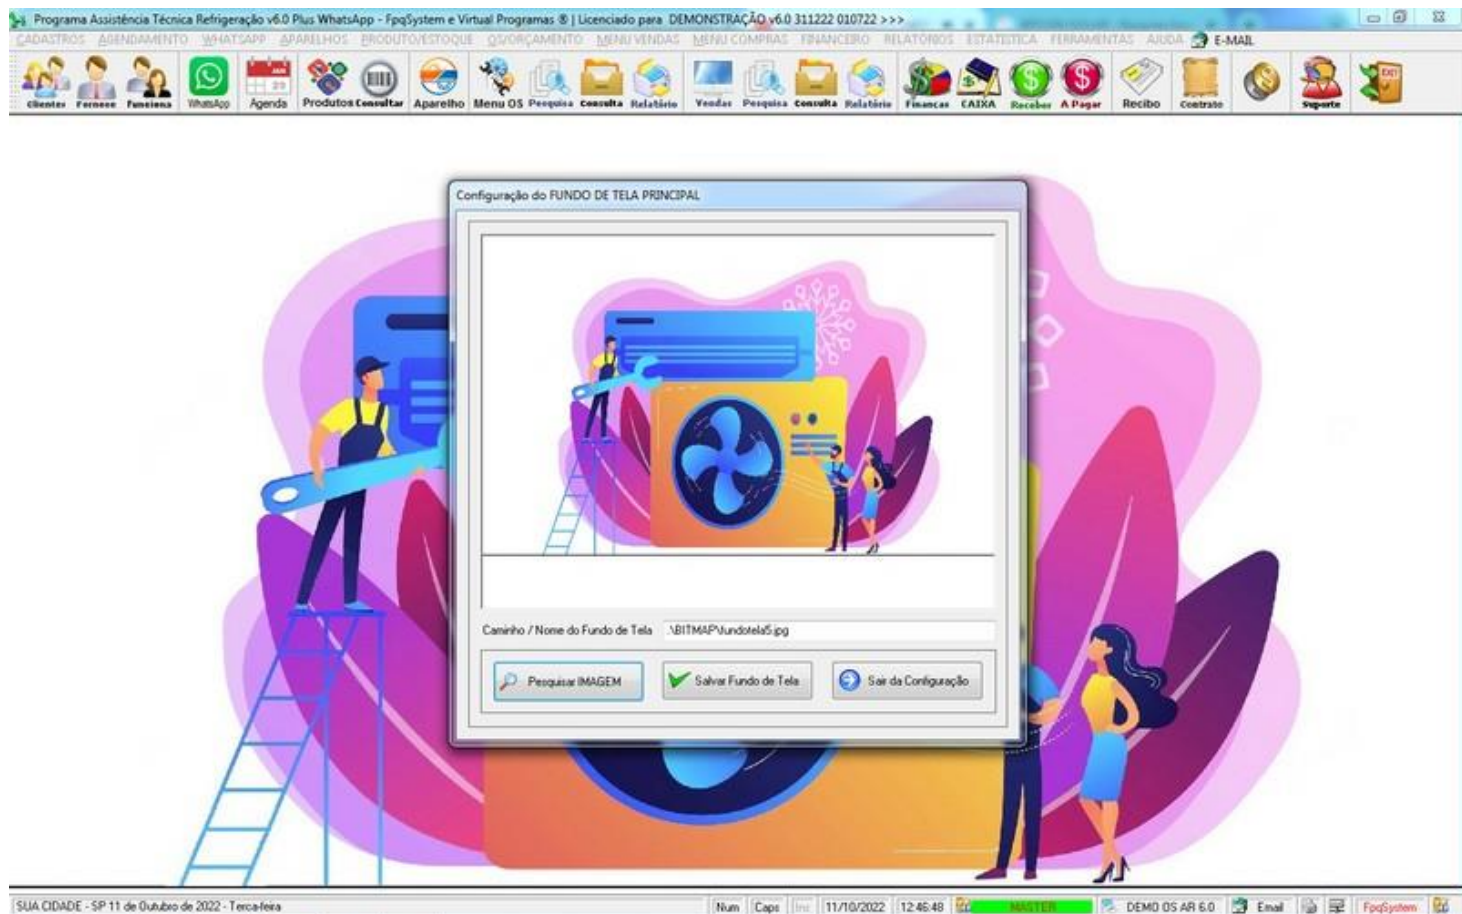 Programa Assistência Técnica Refrigeração v6.0 Plus WhatsApp - FpqSystem e Virtual Programas ® | Licenciado para DEMONSTRAÇÃO v6.0 311222 010722 >>>
CADASTROS AGENDAMENTO WHATSAPP APARELHOS PRODUTO/ESTOQUE OS/ORÇAMENTO MENU VENDAS MENU COMPRAS FINANCEIRO RELATÓRIOS ESTATÍSTICA FERRAMENTAS AJUDA E-MAIL
Clientes Fornece Funciona WhatsApp Agenda Produtos Consultar Aparelho Menu OS Pesquisa Consulta Relatório Vendas Pesquisa Consulta Relatório Finanças CAIXA Receber A Pagar Recibo Contrato Suporte
Configuração do FUNDO DE TELA PRINCIPAL
Caminho / Nome do Fundo de Tela .\BITMAP\fundotela5.jpg
Pesquisar IMAGEM Salvar Fundo de Tela Sair da Configuração
SUA CIDADE - SP 11 de Outubro de 2022 - Terca-feira Num Caps Ins 11/10/2022 12:46:48 MASTER DEMO OS AR 6.0 Email FpqSystem